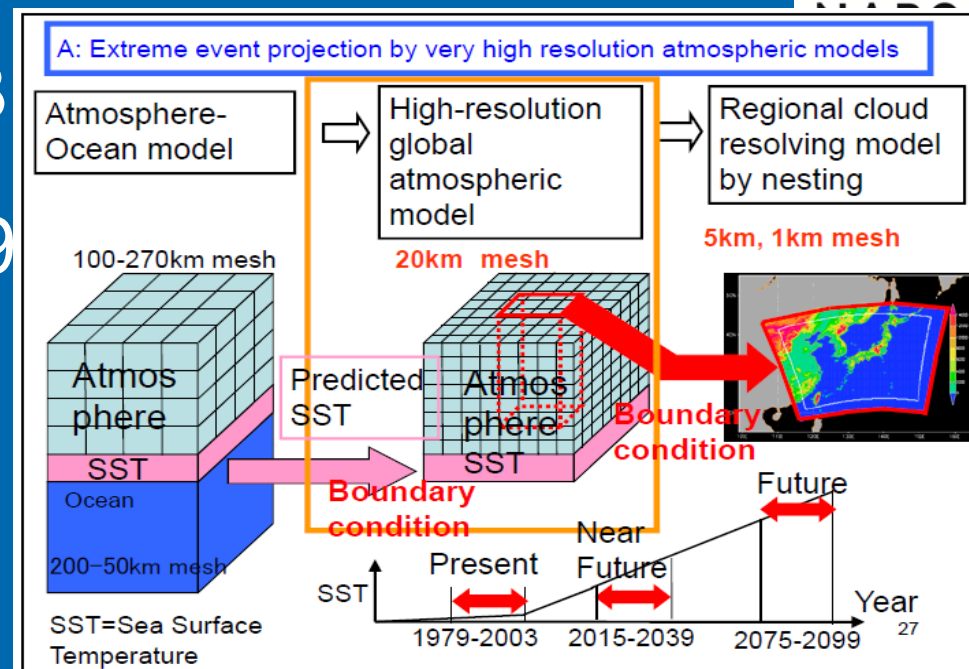 A: Extreme event projection by very high resolution atmospheric models
Atmosphere-
Ocean model
High-resolution
global
atmospheric
model
Regional cloud
resolving model
by nesting
100-270km mesh
20km mesh
5km, 1km mesh
Atmos
phere
SST
Ocean
200-50km mesh
Predicted
SST
Atmos
phere
SST
Boundary
condition
Boundary
condition
SST=Sea Surface
Temperature
SST
Present
Near
Future
Future
Year
1979-2003
2015-2039
2075-2099
27